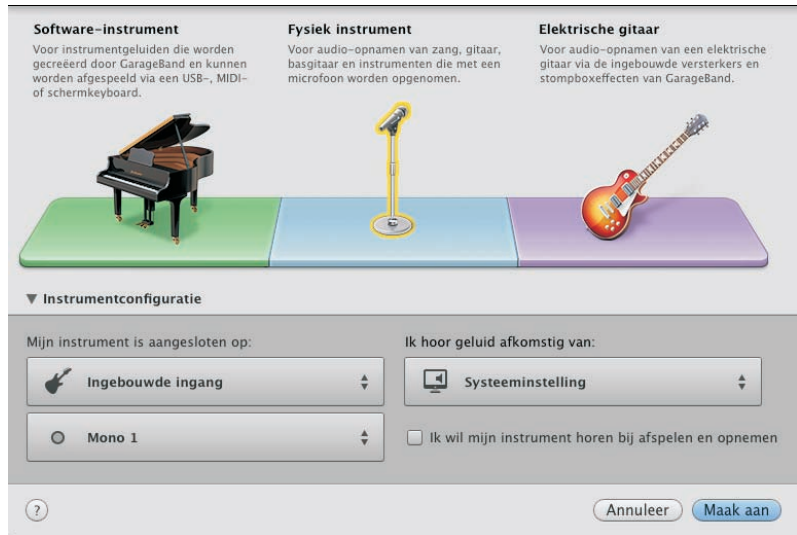 Software-instrument
Voor instrumentgeluiden die worden
gecreëerd door GarageBand en kunnen
worden afgespeeld via een USB-, MIDI-
of schermkeyboard.
Fysiek instrument
Voor audio-opnamen van zang, gitaar,
basgitaar en instrumenten die met een
microfoon worden opgenomen.
Elektrische gitaar
Voor audio-opnamen van een elektrische
gitaar via de ingebouwde versterkers en
stompboxeffecten van GarageBand.
▼ Instrumentconfiguratie
Mijn instrument is aangesloten op:
Ingebouwde ingang
Mono 1
Ik hoor geluid afkomstig van:
Systeeminstelling
Ik wil mijn instrument horen bij afspelen en opnemen
?
Annuleer
Maak aan